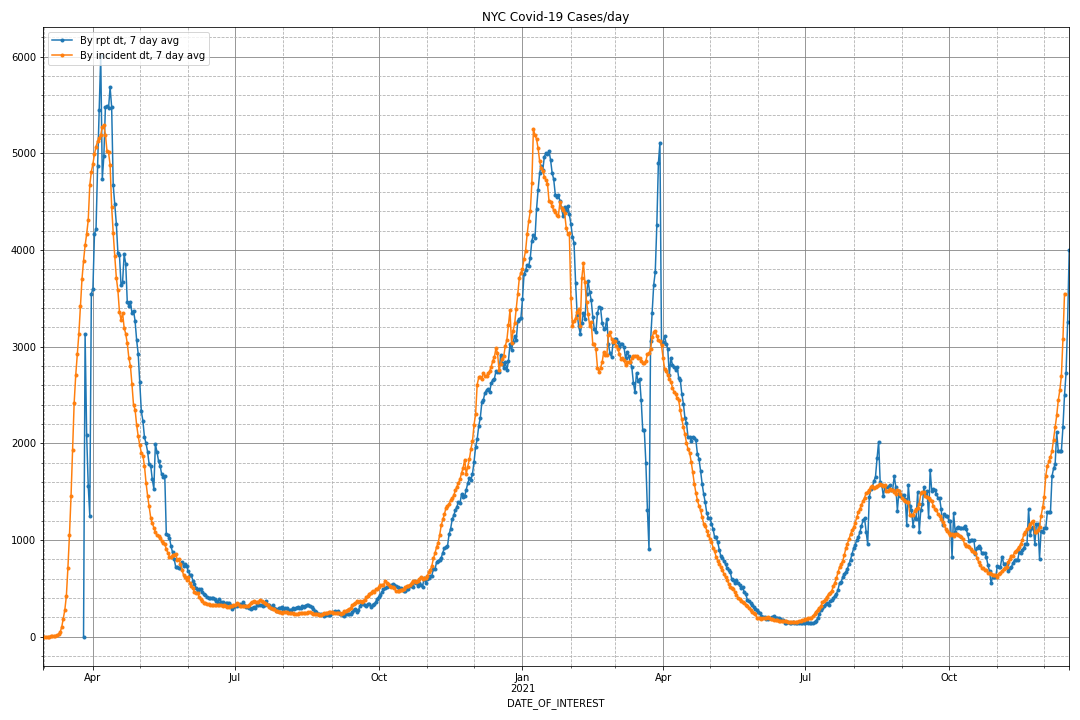 NYC Covid-19 Cases/day
By rpt dt, 7 day avg
By incident dt, 7 day avg
6000
5000
4000
3000
2000
1000
0
Apr Jul Oct Jan Apr Jul Oct
2021
DATE_OF_INTEREST